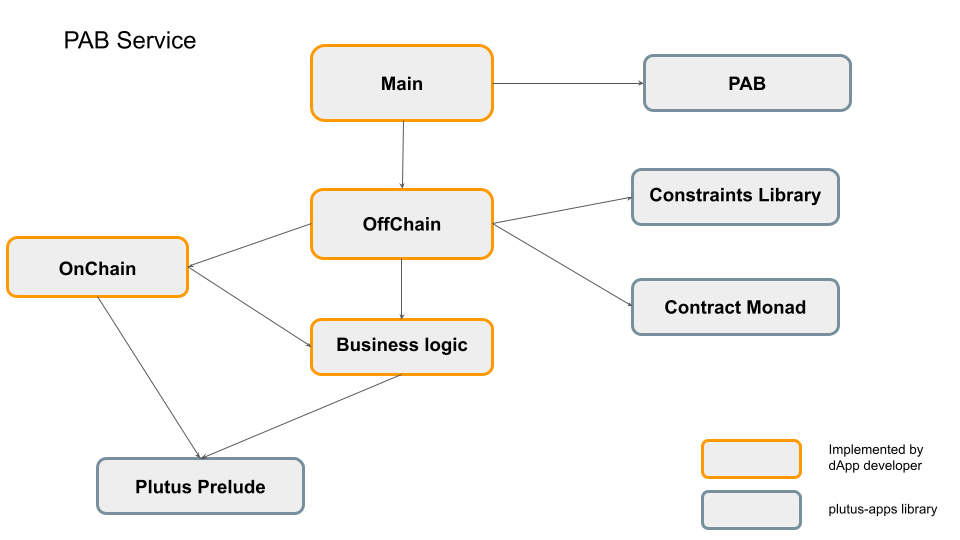 PAB Service
Main
PAB
Constraints Library
OffChain
OnChain
Contract Monad
Business logic
Plutus Prelude
Implemented by
dApp developer
plutus-apps library